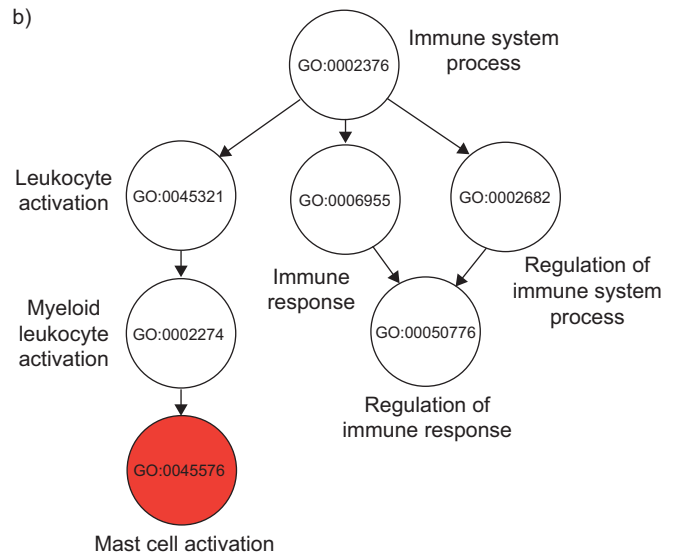 b)
Immune system
process
GO:0002376
Leukocyte
activation
GO:0045321
GO:0006955
GO:0002682
Immune
response
Regulation of
immune system
process
Myeloid
leukocyte
activation
GO:0002274
GO:00050776
Regulation of
immune response
GO:0045576
Mast cell activation